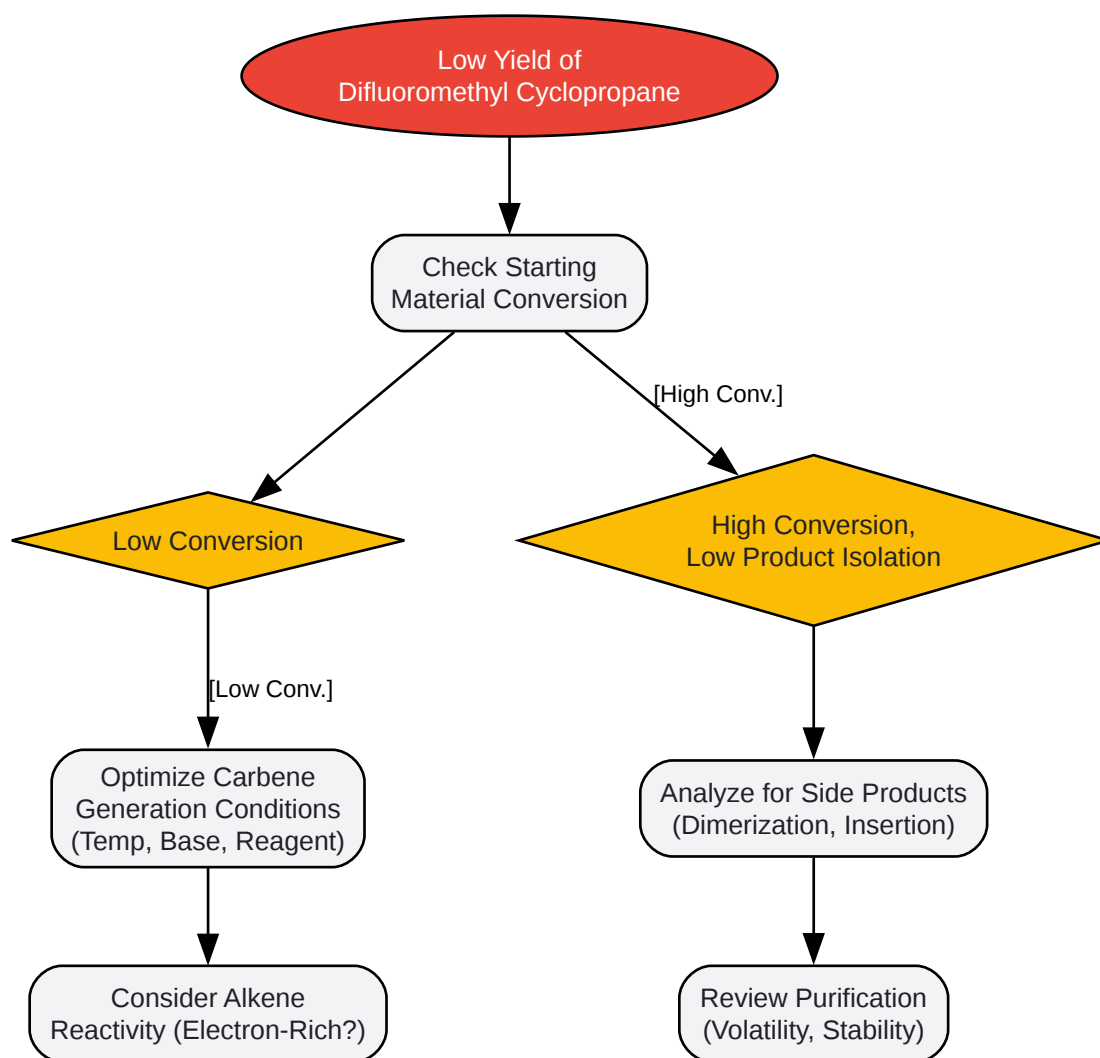 Low Yield of
Difluoromethyl Cyclopropane
Check Starting
Material Conversion
[High Conv.]
Low Conversion
High Conversion,
Low Product Isolation
[Low Conv.]
Optimize Carbene
Generation Conditions
(Temp, Base, Reagent)
Analyze for Side Products
(Dimerization, Insertion)
Consider Alkene
Reactivity (Electron-Rich?)
Review Purification
(Volatility, Stability)